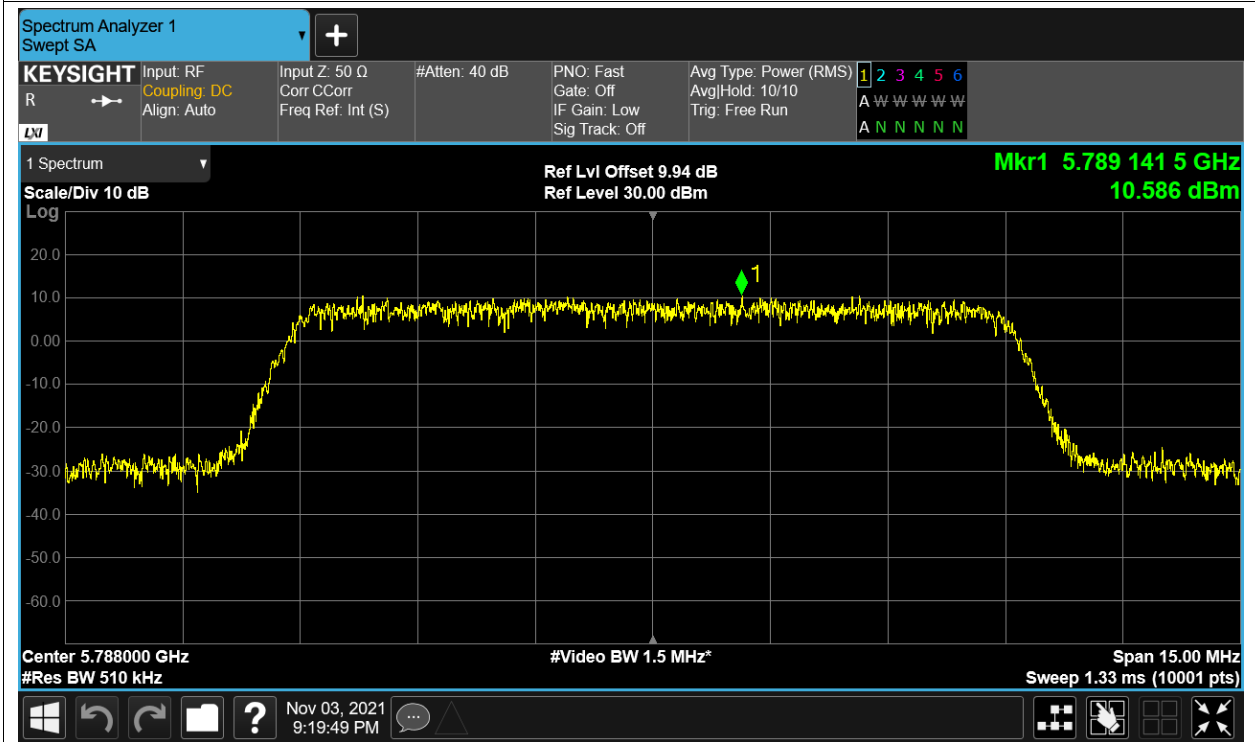 Spectrum Analyzer 1
Swept SA
+
KEYSIGHT
R
LXI
Input: RF
Coupling: DC
Align: Auto
Input Z: 50 Ω
Corr CCorr
Freq Ref: Int (S)
#Atten: 40 dB
PNO: Fast
Gate: Off
IF Gain: Low
Sig Track: Off
Avg Type: Power (RMS)
Avg|Hold: 10/10
Trig: Free Run
1 2 3 4 5 6
A W W W W W
A N N N N N
1 Spectrum
Scale/Div 10 dB
Log
Ref Lvl Offset 9.94 dB
Ref Level 30.00 dBm
Mkr1 5.789 141 5 GHz
10.586 dBm
1
20.0
10.0
0.00
-10.0
-20.0
-30.0
-40.0
-50.0
-60.0
Center 5.788000 GHz
#Res BW 510 kHz
#Video BW 1.5 MHz*
Span 15.00 MHz
Sweep 1.33 ms (10001 pts)
?
Nov 03, 2021
9:19:49 PM